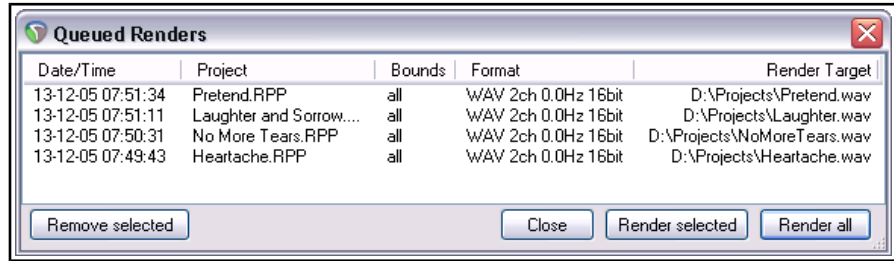 Queued Renders
Date/Time Project Bounds Format Render Target
13-12-05 07:51:34 Pretend.RPP all WAV 2ch 0.0Hz 16bit D:\Projects\Pretend.wav
13-12-05 07:51:11 Laughter and Sorrow.... all WAV 2ch 0.0Hz 16bit D:\Projects\Laughter.wav
13-12-05 07:50:31 No More Tears.RPP all WAV 2ch 0.0Hz 16bit D:\Projects\NoMoreTears.wav
13-12-05 07:49:43 Heartache.RPP all WAV 2ch 0.0Hz 16bit D:\Projects\Heartache.wav
Remove selected Close Render selected Render all